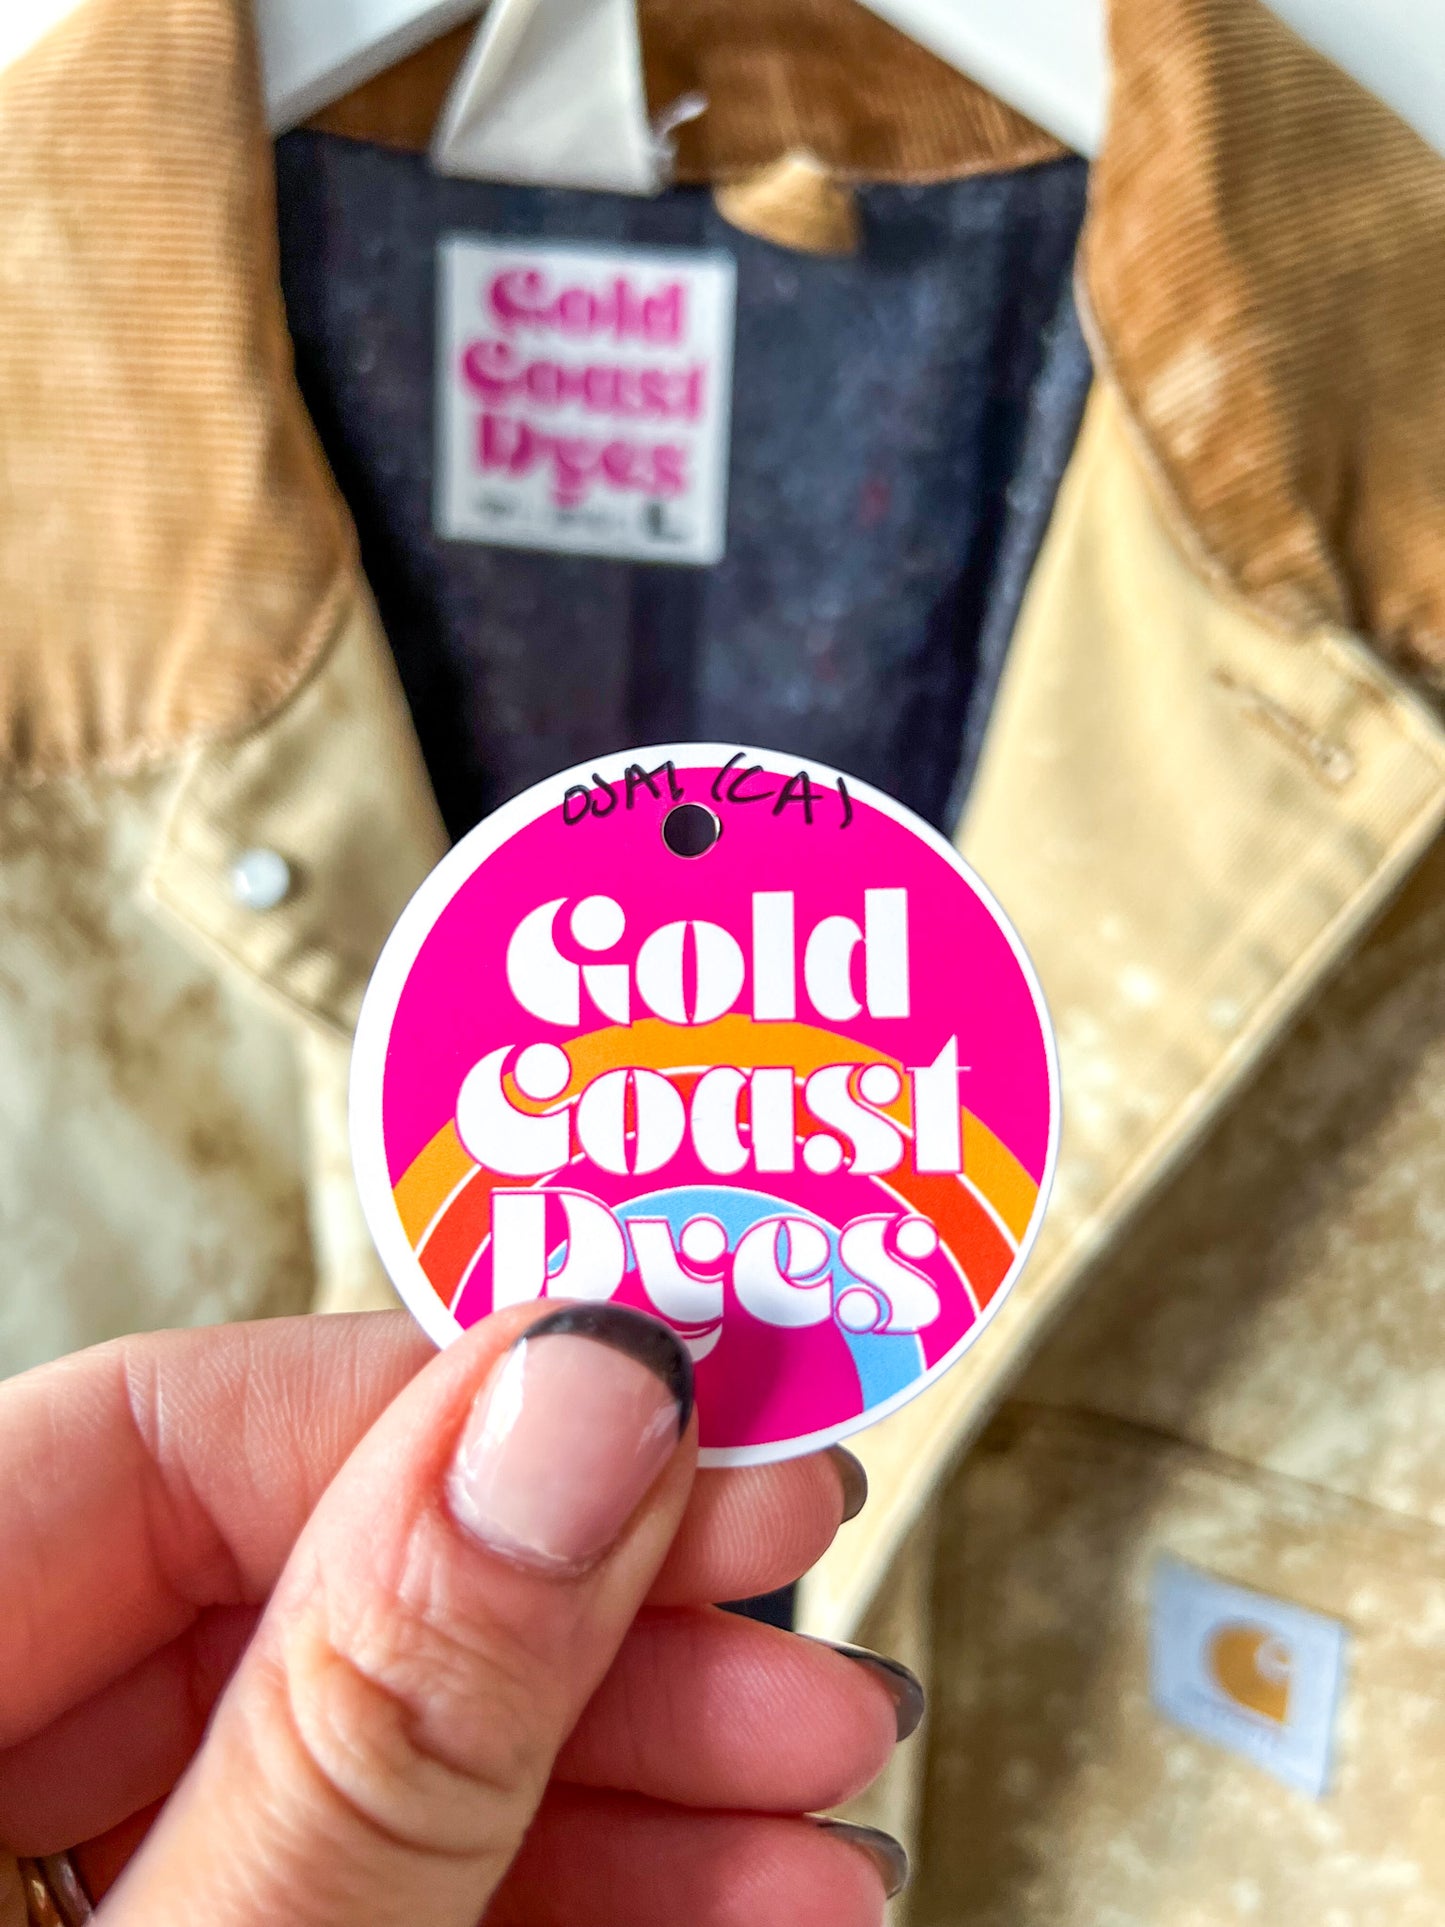 Gold
Coast
Dyes
L
OJAI (CA)
Gold
Coast
Dyes